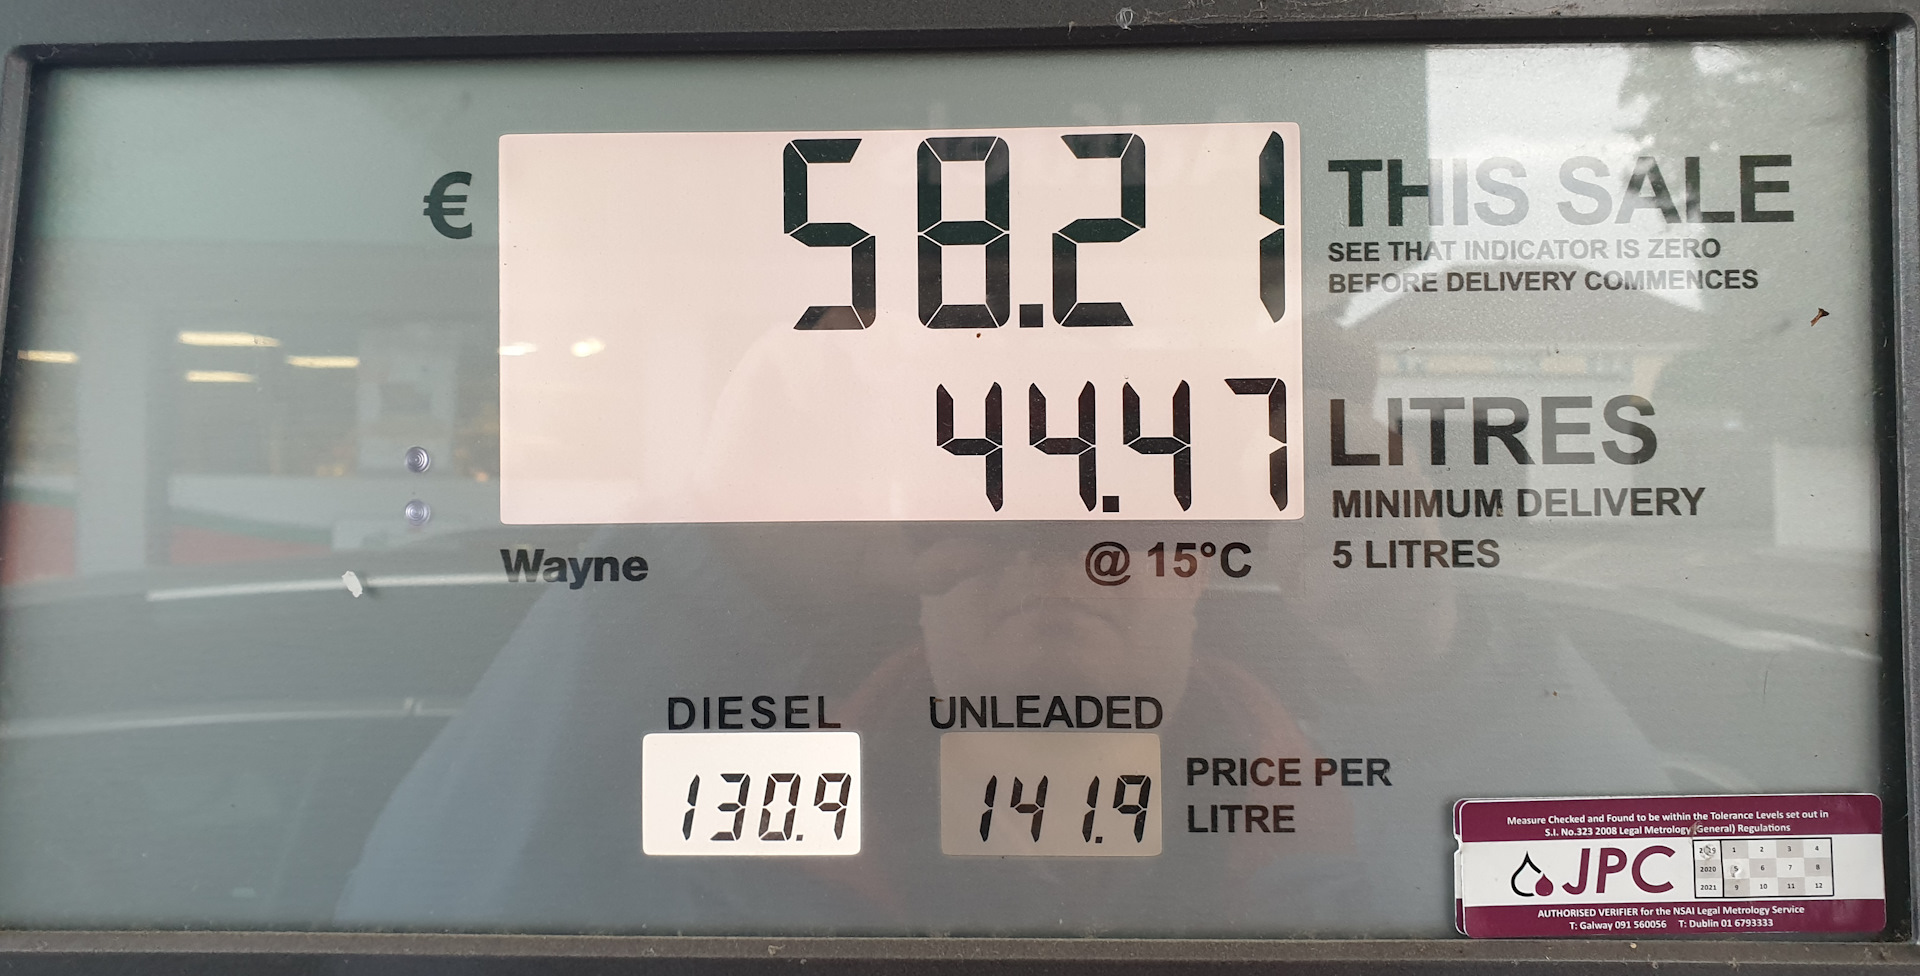 € 58.21 THIS SALE
SEE THAT INDICATOR IS ZERO
BEFORE DELIVERY COMMENCES
44.47 LITRES
MINIMUM DELIVERY
5 LITRES
Wayne @ 15°C
DIESEL UNLEADED
130.9 141.9 PRICE PER
LITRE
Measure Checked and Found to be within the Tolerance Levels set out in
S.I. No.323 2008 Legal Metrology (General) Regulations
JPC
2019 1 2 3 4
2020 5 6 7 8
2021 9 10 11 12
AUTHORISED VERIFIER for the NSAI Legal Metrology Service
T: Galway 091 560056 T: Dublin 01 6793333